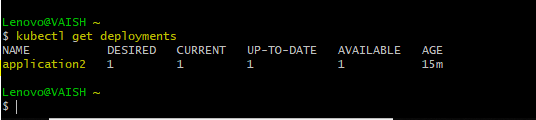 Lenovo@VAISH ~
$ kubectl get deployments
NAME DESIRED CURRENT UP-TO-DATE AVAILABLE AGE
application2 1 1 1 1 15m
Lenovo@VAISH ~
$